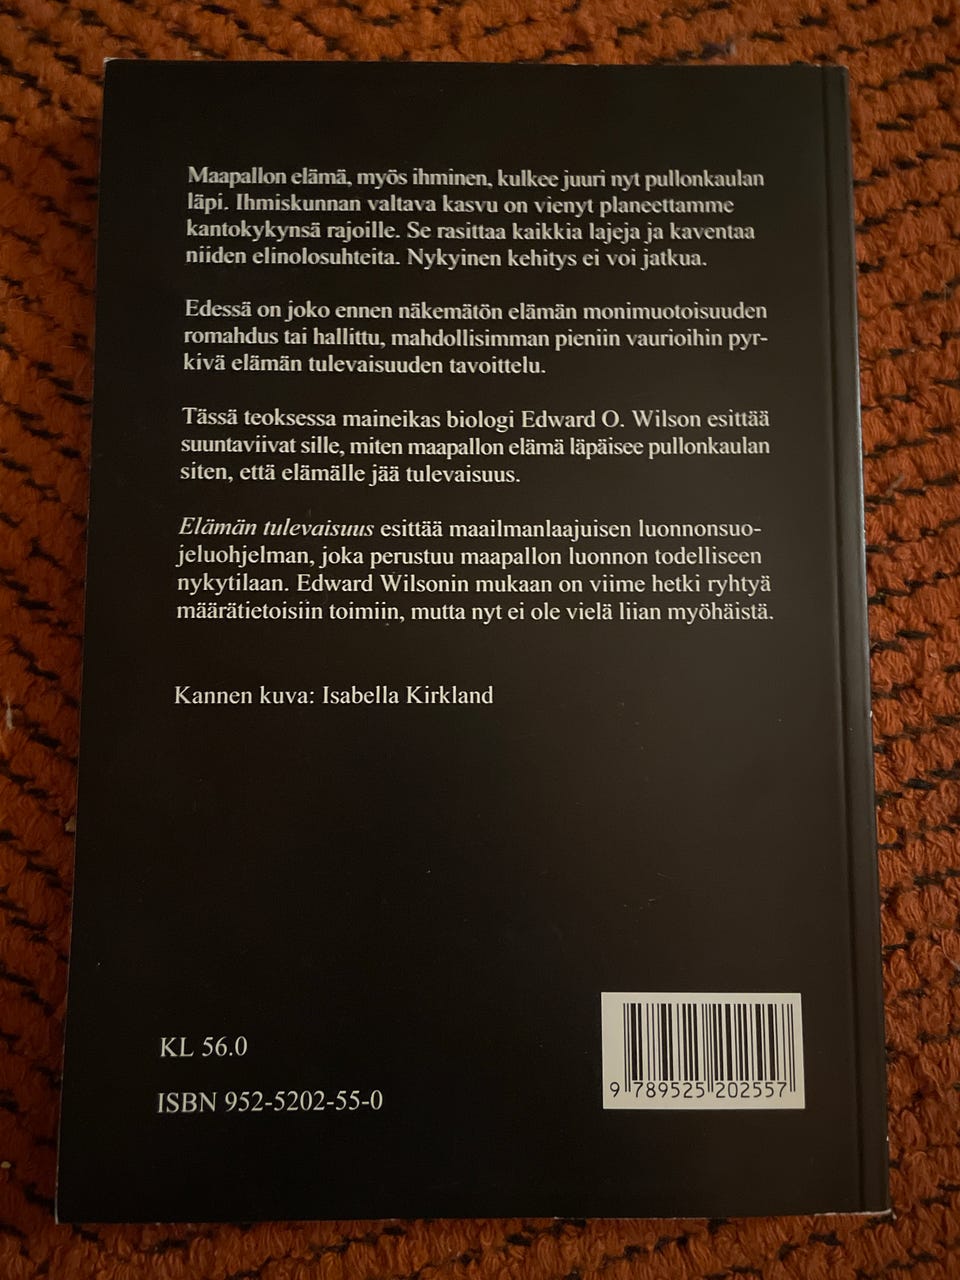 Maapallon elämä, myös ihminen, kulkee juuri nyt pullonkaulan
läpi. Ihmiskunnan valtava kasvu on vienyt planeettamme
kantokykynsä rajoille. Se rasittaa kaikkia lajeja ja kaventaa
niiden elinolosuhteita. Nykyinen kehitys ei voi jatkua.
Edessä on joko ennen näkemätön elämän monimuotoisuuden
romahdus tai hallittu, mahdollisimman pieniin vaurioihin pyr-
kivä elämän tulevaisuuden tavoittelu.
Tässä teoksessa maineikas biologi Edward O. Wilson esittää
suuntaviivat sille, miten maapallon elämä läpäisee pullonkaulan
siten, että elämälle jää tulevaisuus.
Elämän tulevaisuus esittää maailmanlaajuisen luonnonsuo-
jeluohjelman, joka perustuu maapallon luonnon todelliseen
nykytilaan. Edward Wilsonin mukaan on viime hetki ryhtyä
määrätietoisiin toimiin, mutta nyt ei ole vielä liian myöhäistä.
Kannen kuva: Isabella Kirkland
KL 56.0
ISBN 952-5202-55-0
9 789525 202557